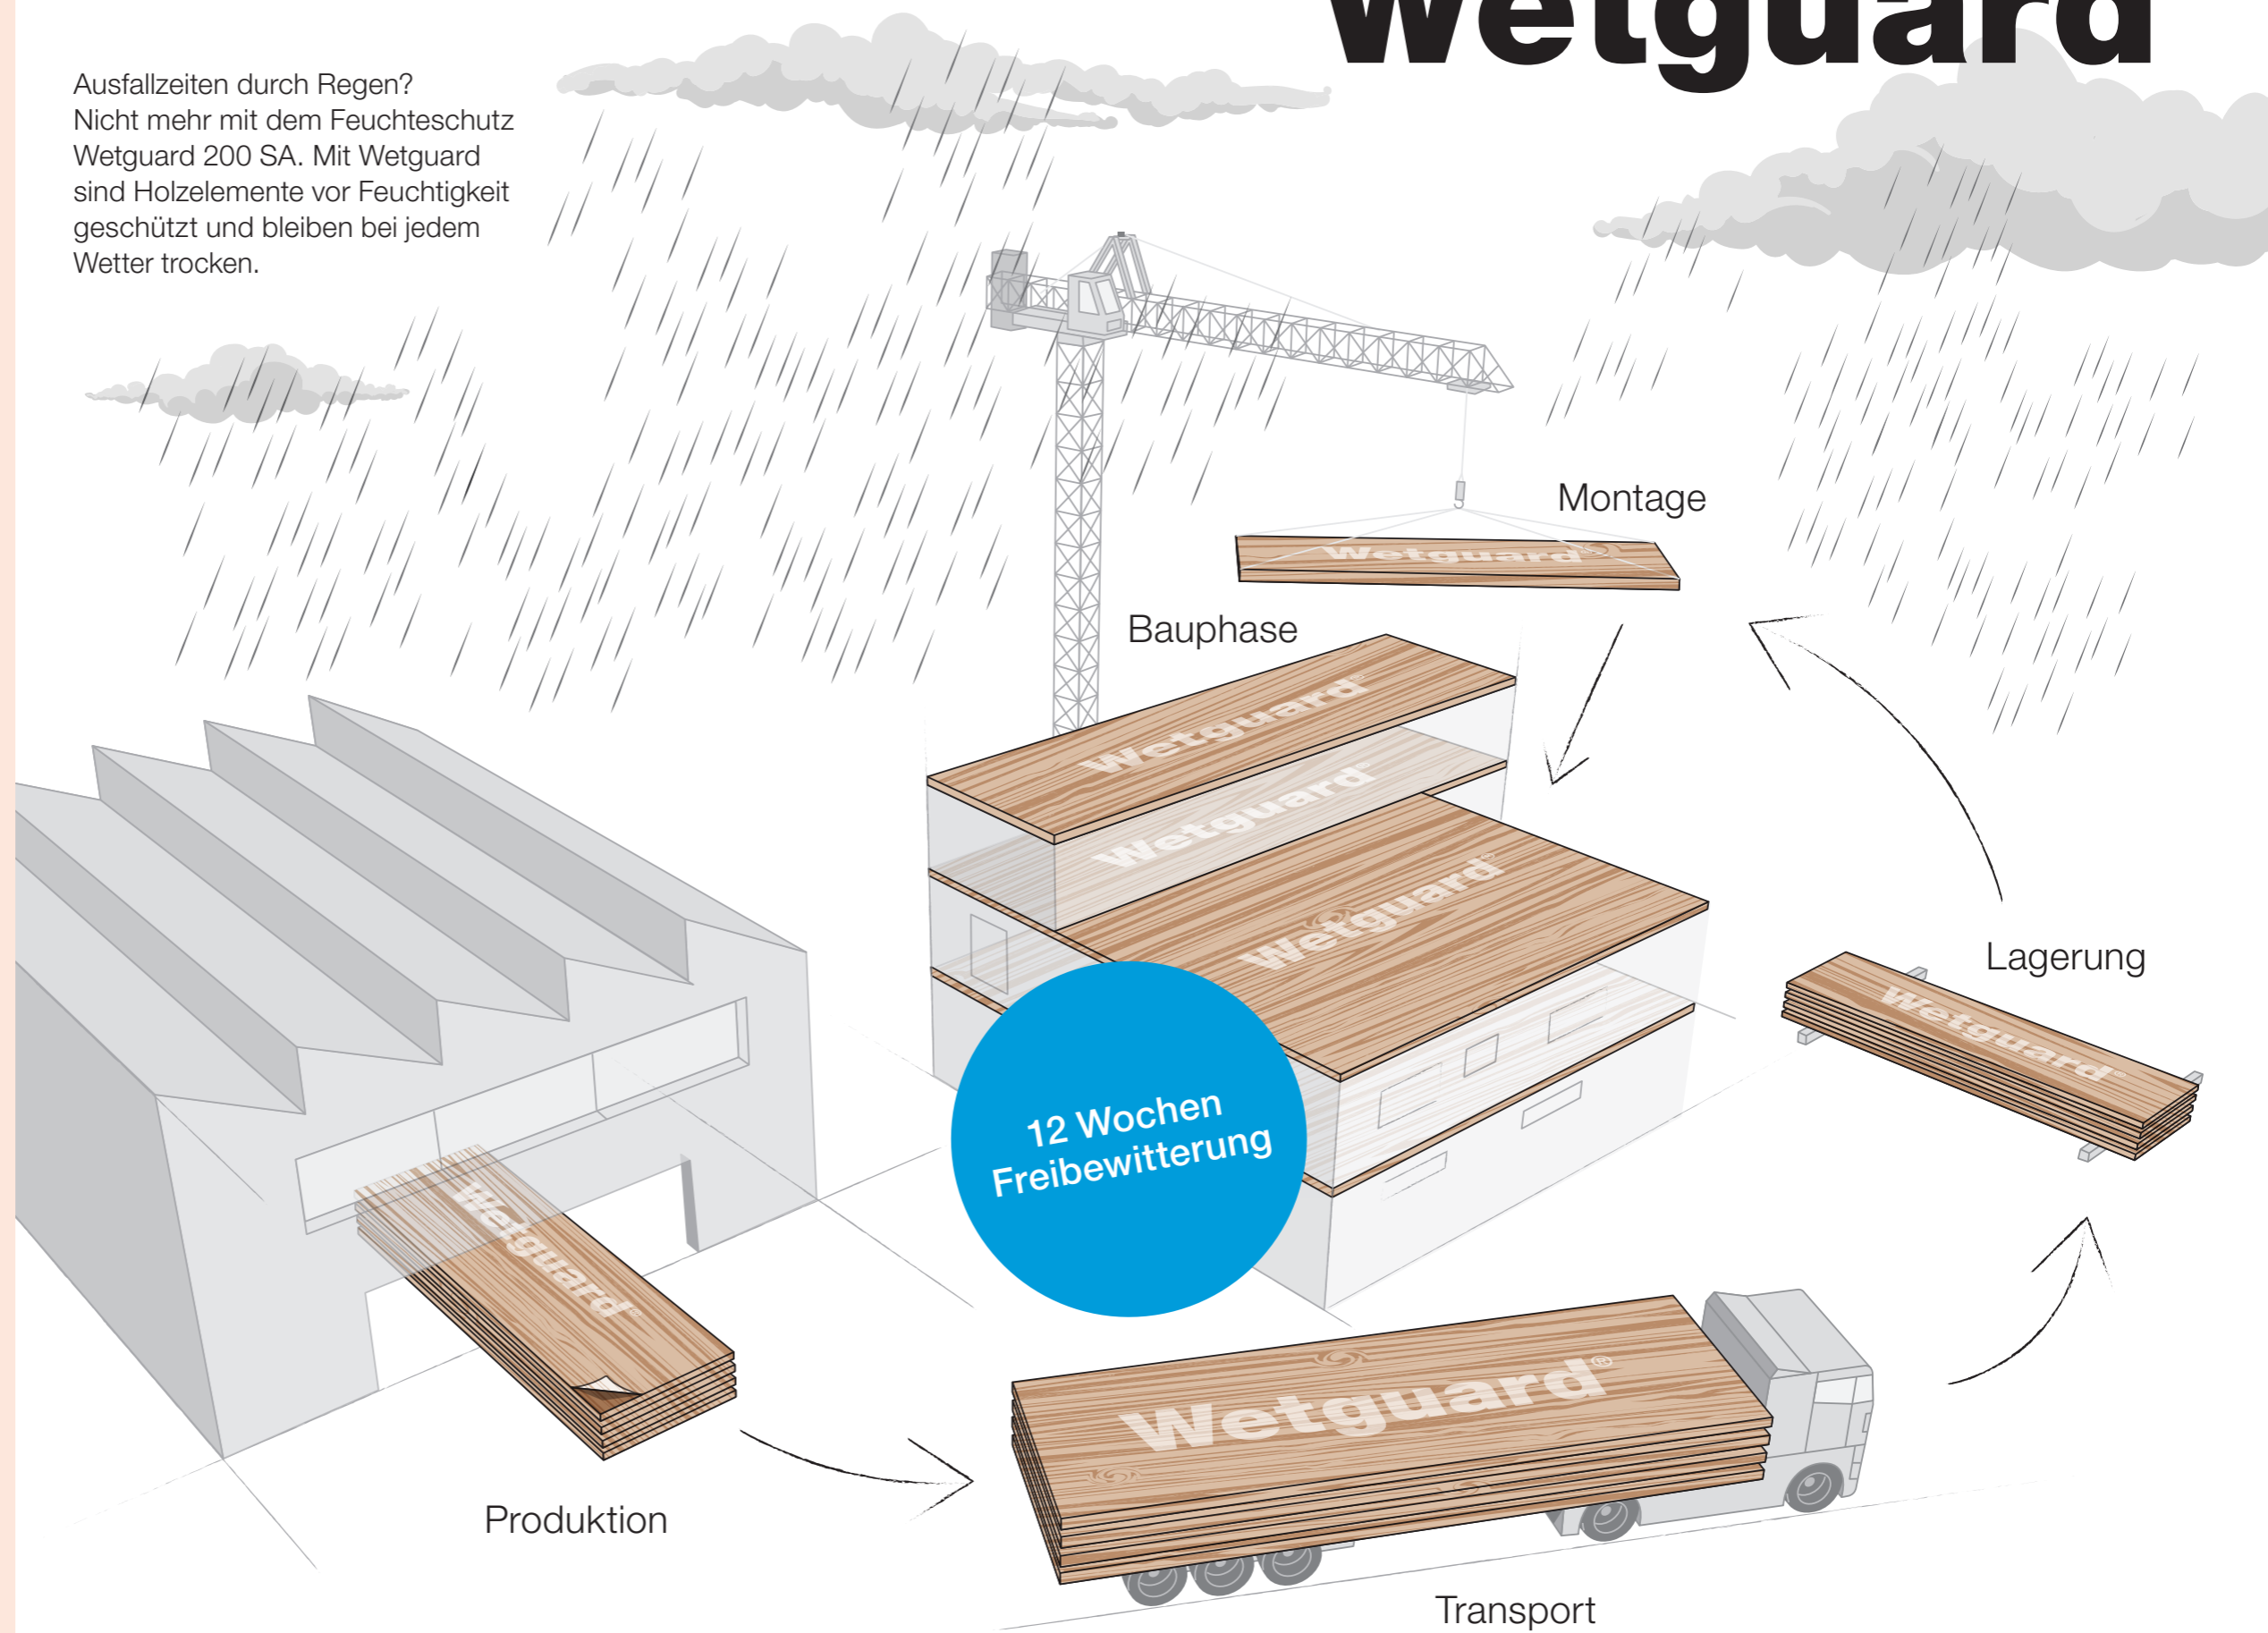 Wetguard
Ausfallzeiten durch Regen?
Nicht mehr mit dem Feuchteschutz
Wetguard 200 SA. Mit Wetguard
sind Holzelemente vor Feuchtigkeit
geschützt und bleiben bei jedem
Wetter trocken.
Montage
Wetguard®
Bauphase
Wetguard®
Wetguard®
Wetguard®
Lagerung
Wetguard®
12 Wochen
Freibewitterung
Wetguard®
Wetguard®
Produktion
Transport